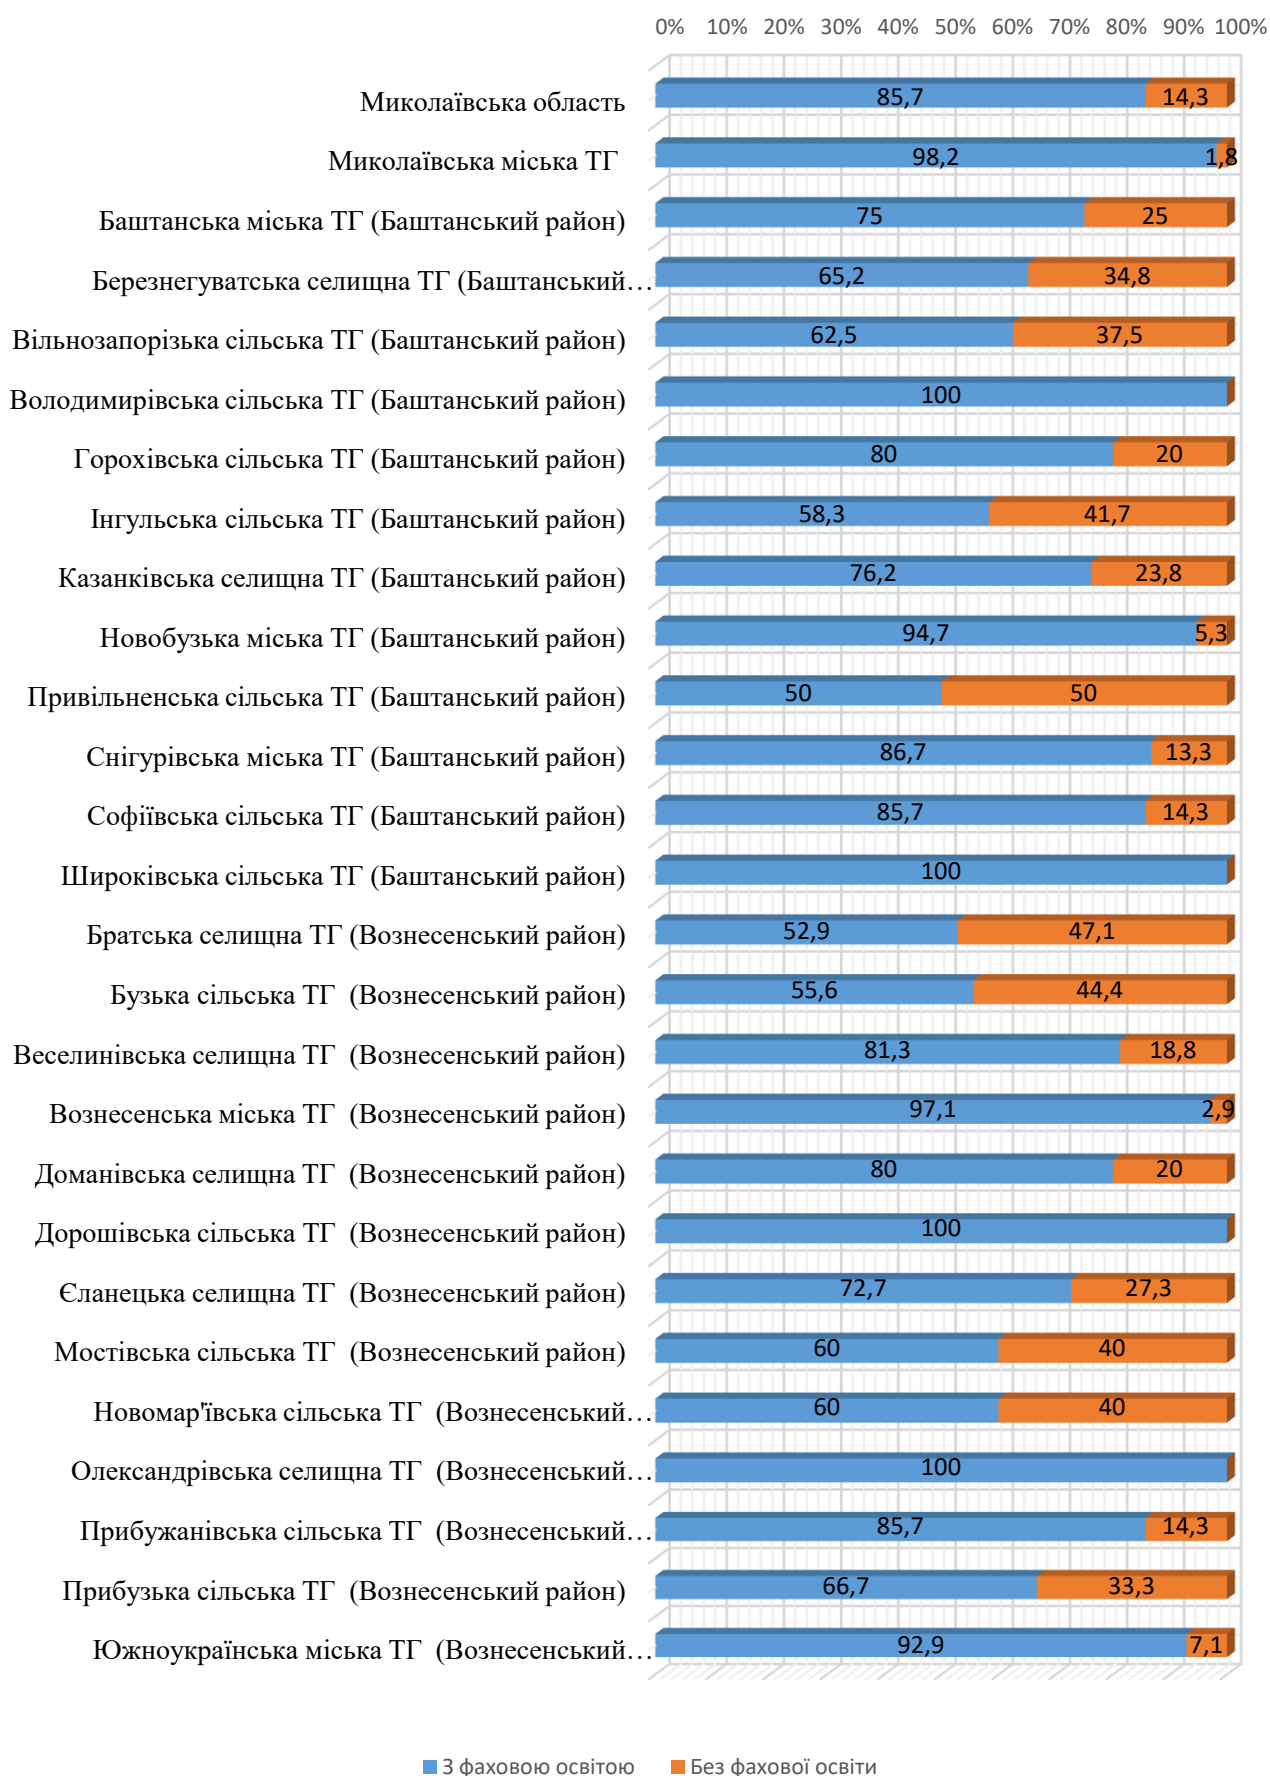 0% 10% 20% 30% 40% 50% 60% 70% 80% 90% 100%
Миколаївська область 85,7 14,3
Миколаївська міська ТГ 98,2 1,8
Баштанська міська ТГ (Баштанський район) 75 25
Березнегуватська селищна ТГ (Баштанський… 65,2 34,8
Вільнозапорізька сільська ТГ (Баштанський район) 62,5 37,5
Володимирівська сільська ТГ (Баштанський район) 100
Горохівська сільська ТГ (Баштанський район) 80 20
Інгульська сільська ТГ (Баштанський район) 58,3 41,7
Казанківська селищна ТГ (Баштанський район) 76,2 23,8
Новобузька міська ТГ (Баштанський район) 94,7 5,3
Привільненська сільська ТГ (Баштанський район) 50 50
Снігурівська міська ТГ (Баштанський район) 86,7 13,3
Софіївська сільська ТГ (Баштанський район) 85,7 14,3
Широківська сільська ТГ (Баштанський район) 100
Братська селищна ТГ (Вознесенський район) 52,9 47,1
Бузька сільська ТГ (Вознесенський район) 55,6 44,4
Веселинівська селищна ТГ (Вознесенський район) 81,3 18,8
Вознесенська міська ТГ (Вознесенський район) 97,1 2,9
Доманівська селищна ТГ (Вознесенський район) 80 20
Дорошівська сільська ТГ (Вознесенський район) 100
Єланецька селищна ТГ (Вознесенський район) 72,7 27,3
Мостівська сільська ТГ (Вознесенський район) 60 40
Новомар'ївська сільська ТГ (Вознесенський… 60 40
Олександрівська селищна ТГ (Вознесенський… 100
Прибужанівська сільська ТГ (Вознесенський… 85,7 14,3
Прибузька сільська ТГ (Вознесенський район) 66,7 33,3
Южноукраїнська міська ТГ (Вознесенський… 92,9 7,1
З фаховою освітою Без фахової освіти